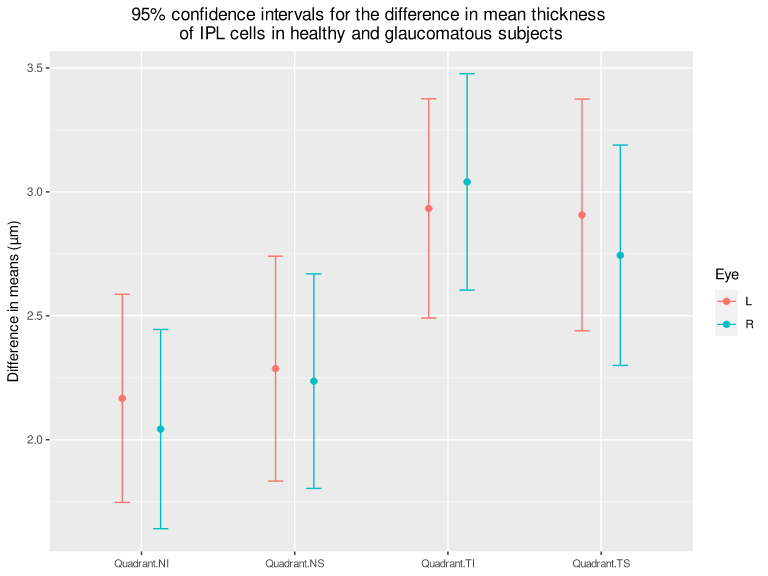 95% confidence intervals for the difference in mean thickness
of IPL cells in healthy and glaucomatous subjects
Difference in means (µm)
3.5
3.0
2.5
2.0
Quadrant.NI
Quadrant.NS
Quadrant.TI
Quadrant.TS
Eye
L
R